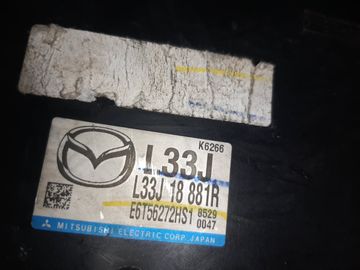 K6266
L33J
L33J 18 881R
E6T56272HS1 8529
0047
MITSUBISHI ELECTRIC CORP. JAPAN